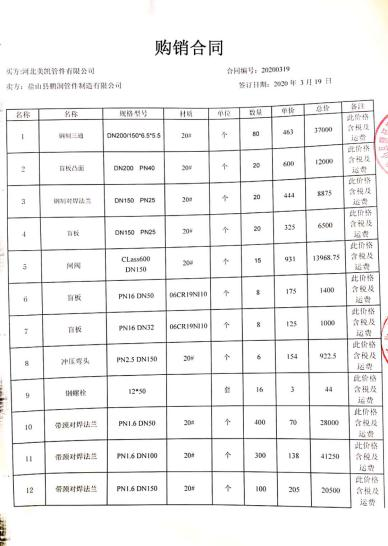 购销合同
买方:河北美凯管件有限公司 合同编号：20200319
卖方：盐山县鹏润管件制造有限公司 签订日期：2020 年 3 月 19 日
名称 名称 规格型号 材质 单位 数量 单价 总价 备注
1 钢制三通 DN200/150*6.5*5.5 20# 个 80 463 37000 此价格含税及运费
2 盲板凸面 DN200 PN40 20# 个 20 600 12000 此价格含税及运费
3 钢制对焊法兰 DN150 PN25 20# 个 20 444 8875 此价格含税及运费
4 盲板 DN150 PN25 20# 个 20 325 6500 此价格含税及运费
5 闸阀 CLass600 DN150 20# 个 15 931 13968.75 此价格含税及运费
6 盲板 PN16 DN50 06CR19NI10 个 8 175 1400 此价格含税及运费
7 盲板 PN16 DN32 06CR19NI10 个 8 125 1000 此价格含税及运费
8 冲压弯头 PN2.5 DN150 20# 个 6 154 922.5 此价格含税及运费
9 钢螺栓 12*50 套 16 3 44 此价格含税及运费
10 带颈对焊法兰 PN1.6 DN50 20# 个 400 70 28000 此价格含税及运费
11 带颈对焊法兰 PN1.6 DN100 20# 个 300 138 41250 此价格含税及运费
12 带颈对焊法兰 PN1.6 DN150 20# 个 100 205 20500 此价格含税及运费